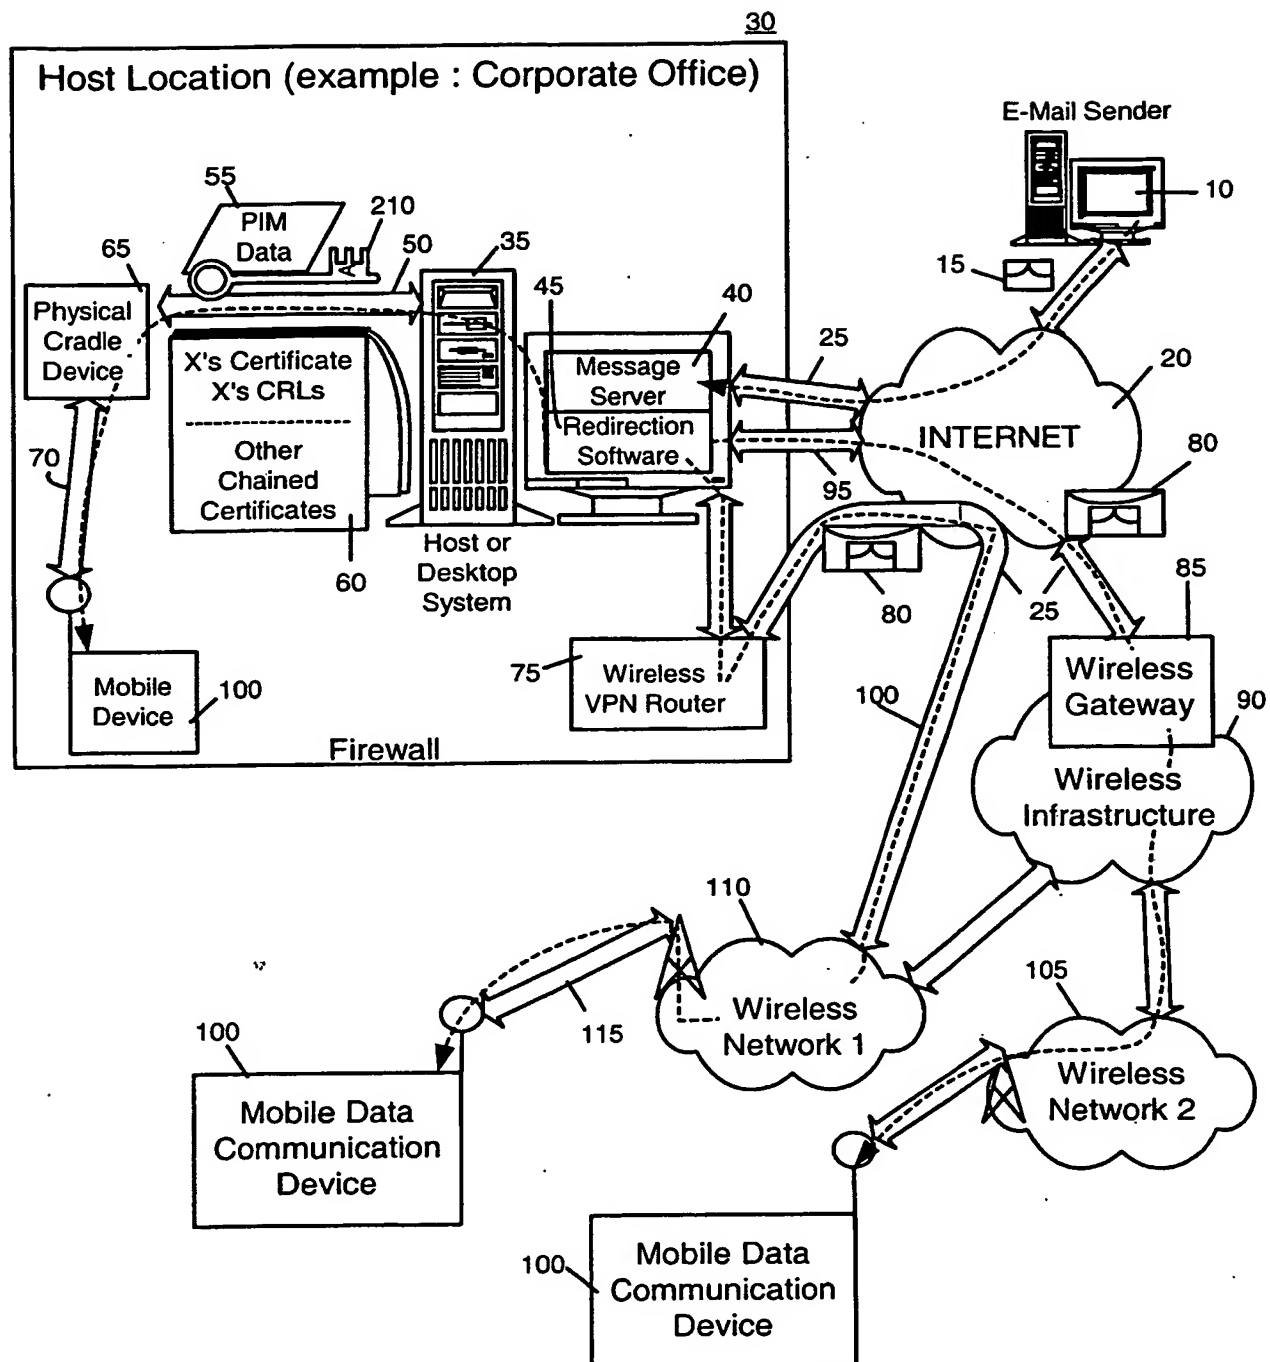 30
Host Location (example : Corporate Office)
E-Mail Sender
10
15
55
PIM
Data
210
50
65
35
45
40
Physical
Cradle
Device
X's Certificate
X's CRLs
Other
Chained
Certificates
60
Message
Server
Redirection
Software
25
20
INTERNET
80
95
70
Host or
Desktop
System
80
25
85
75
Wireless
VPN Router
Mobile
Device
100
Firewall
100
Wireless
Gateway
90
Wireless
Infrastructure
110
Wireless
Network 1
115
105
Wireless
Network 2
100
Mobile Data
Communication
Device
100
Mobile Data
Communication
Device